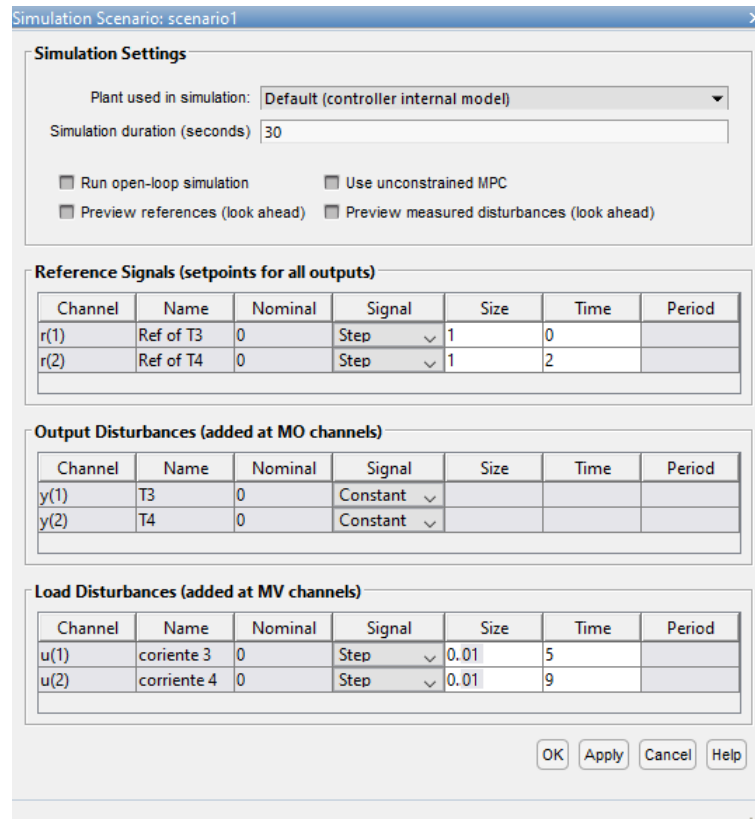 Simulation Scenario: scenario1
Simulation Settings
Plant used in simulation: Default (controller internal model)
Simulation duration (seconds) 30
Run open-loop simulation Use unconstrained MPC
Preview references (look ahead) Preview measured disturbances (look ahead)
Reference Signals (setpoints for all outputs)
Channel Name Nominal Signal Size Time Period
r(1) Ref of T3 0 Step 1 0
r(2) Ref of T4 0 Step 1 2
Output Disturbances (added at MO channels)
Channel Name Nominal Signal Size Time Period
y(1) T3 0 Constant
y(2) T4 0 Constant
Load Disturbances (added at MV channels)
Channel Name Nominal Signal Size Time Period
u(1) coriente 3 0 Step 0.01 5
u(2) corriente 4 0 Step 0.01 9
OK Apply Cancel Help